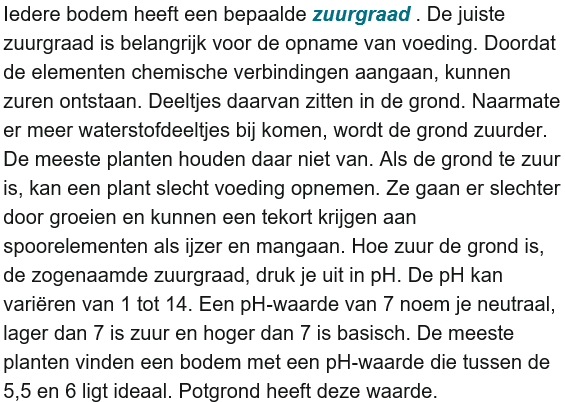 Iedere bodem heeft een bepaalde zuurgraad . De juiste
zuurgraad is belangrijk voor de opname van voeding. Doordat
de elementen chemische verbindingen aangaan, kunnen
zuren ontstaan. Deeltjes daarvan zitten in de grond. Naarmate
er meer waterstofdeeltjes bij komen, wordt de grond zuurder.
De meeste planten houden daar niet van. Als de grond te zuur
is, kan een plant slecht voeding opnemen. Ze gaan er slechter
door groeien en kunnen een tekort krijgen aan
spoorelementen als ijzer en mangaan. Hoe zuur de grond is,
de zogenaamde zuurgraad, druk je uit in pH. De pH kan
variëren van 1 tot 14. Een pH-waarde van 7 noem je neutraal,
lager dan 7 is zuur en hoger dan 7 is basisch. De meeste
planten vinden een bodem met een pH-waarde die tussen de
5,5 en 6 ligt ideaal. Potgrond heeft deze waarde.